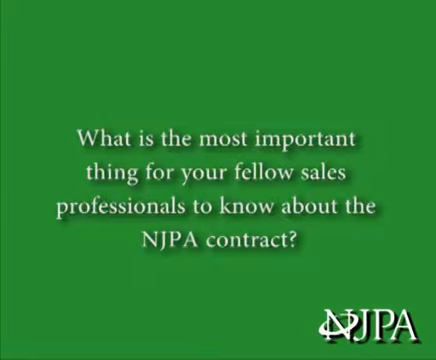 What is the most important
thing for your fellow sales
professionals to know about the
NJPA contract?
NJPA